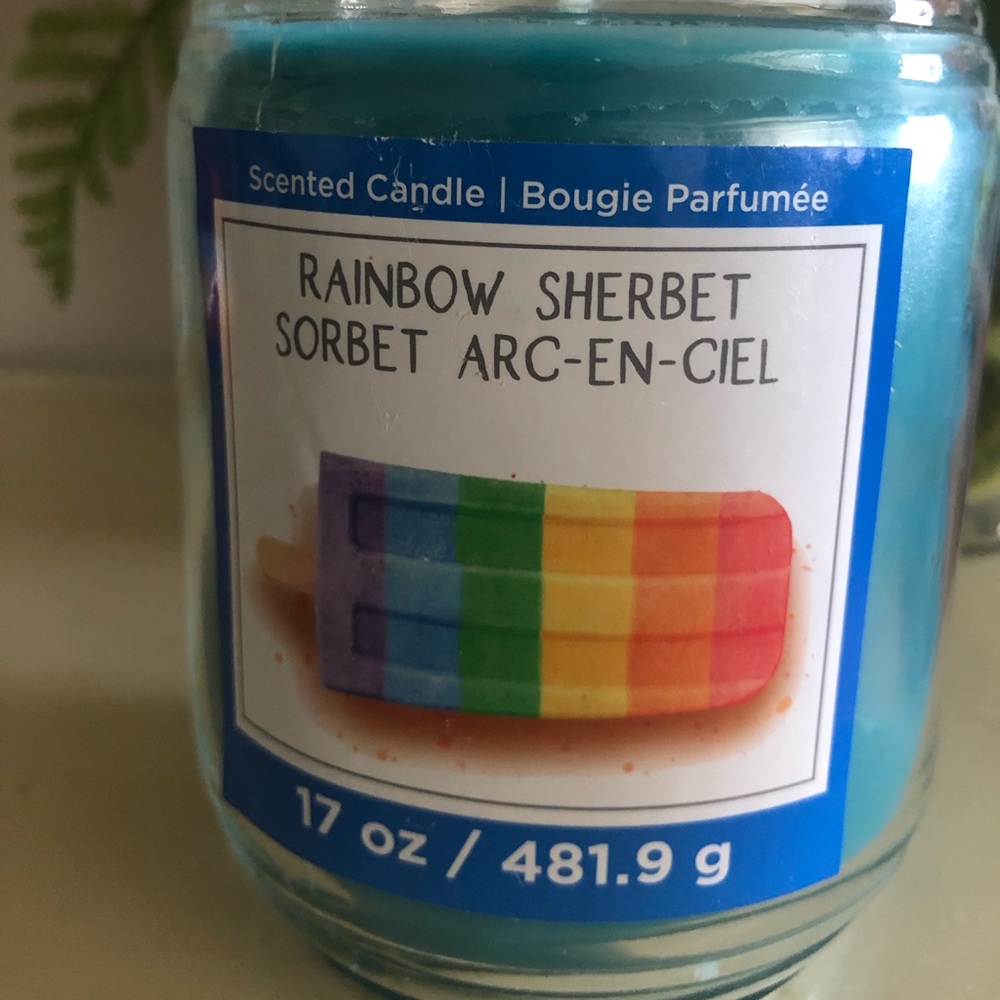 Scented Candle | Bougie Parfumée
RAINBOW SHERBET
SORBET ARC-EN-CIEL
17 oz / 481.9 g